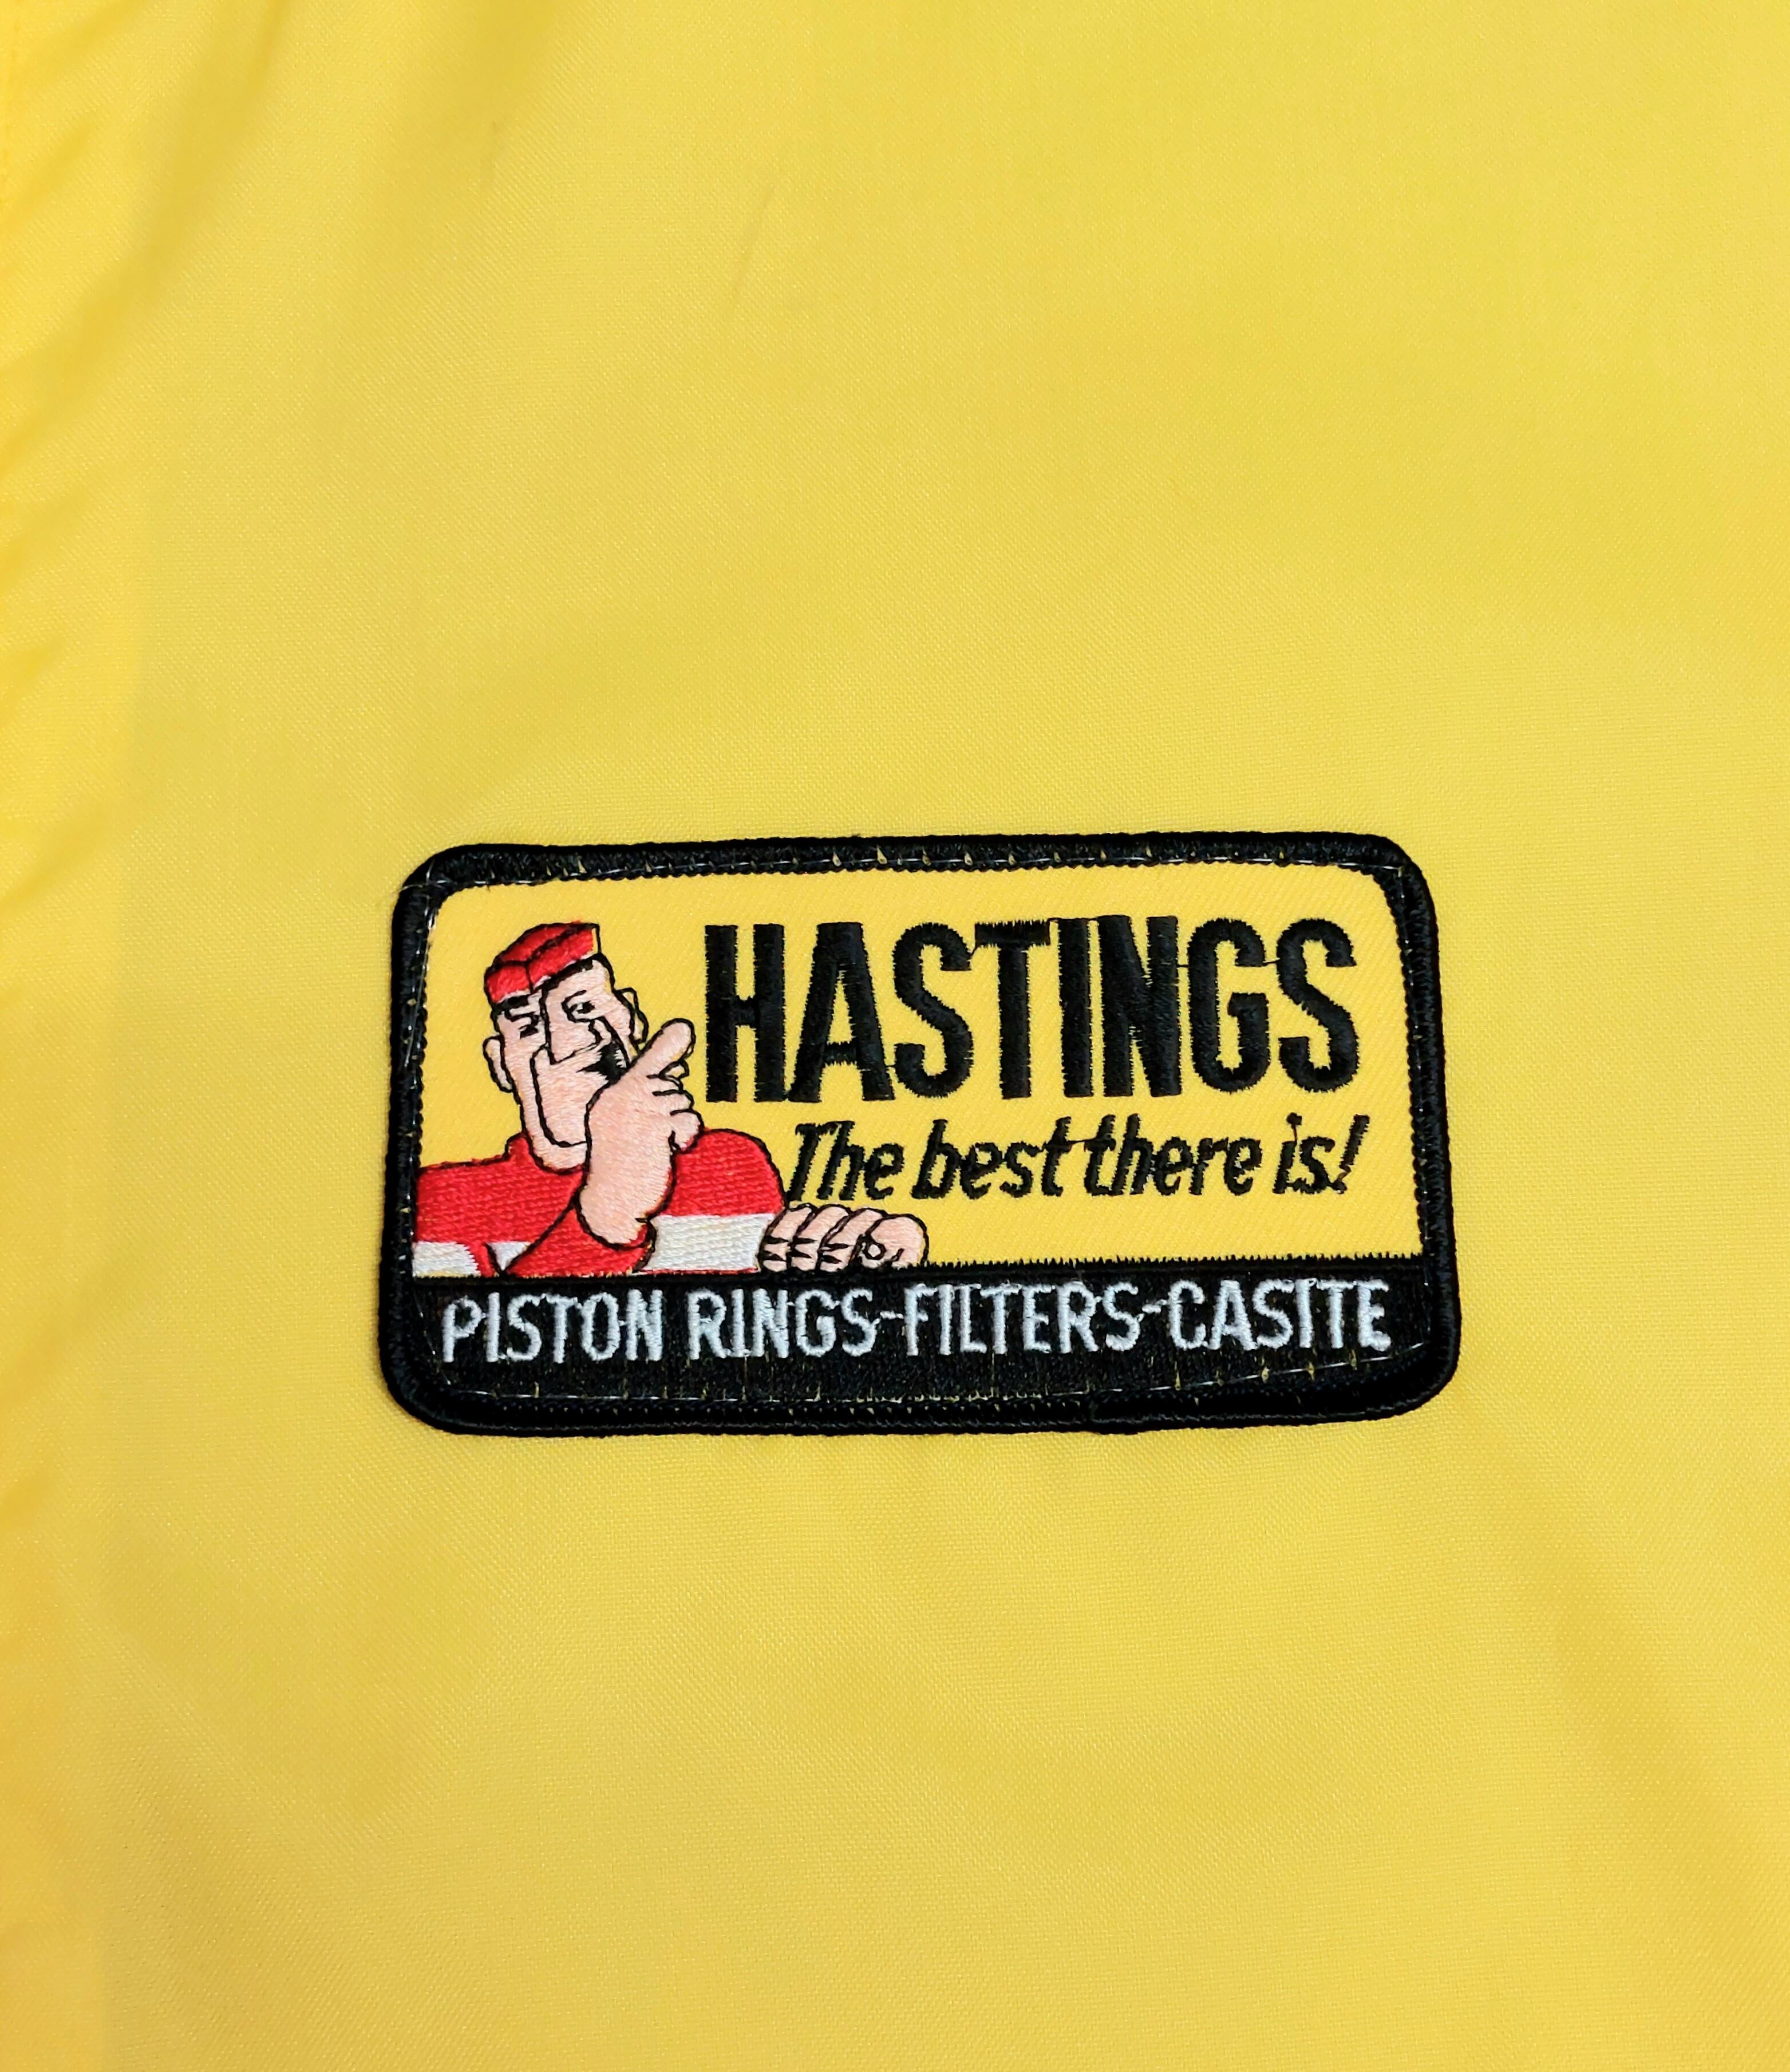 HASTINGS
The best there is!
PISTON RINGS-FILTERS-CASITE